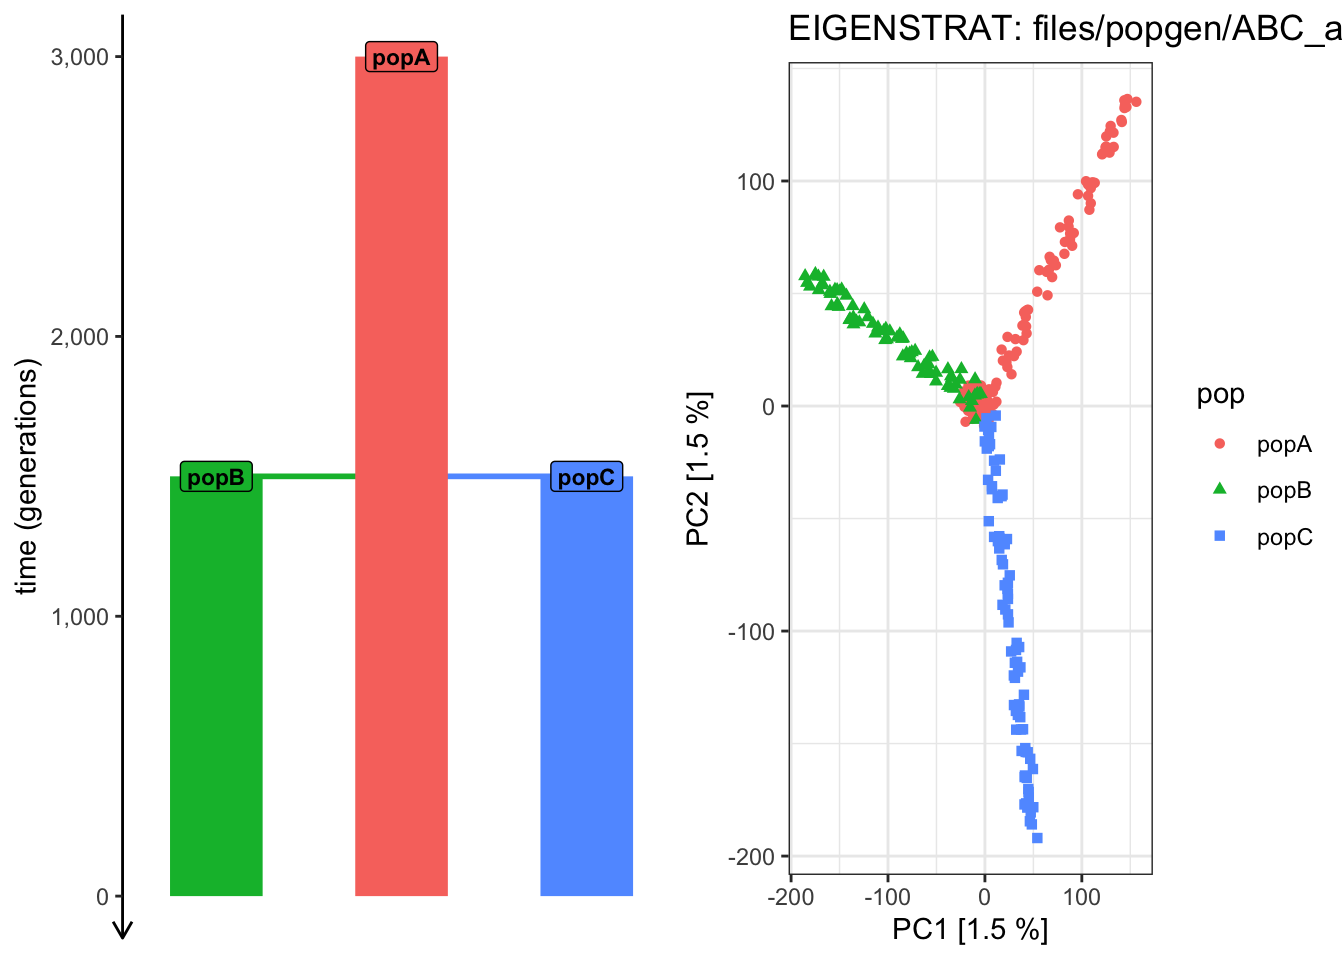 time (generations)
3,000
2,000
1,000
0
popA
popB
popC
EIGENSTRAT: files/popgen/ABC_a
PC2 [1.5 %]
100
0
-100
-200
-200
-100
0
100
PC1 [1.5 %]
pop
popA
popB
popC